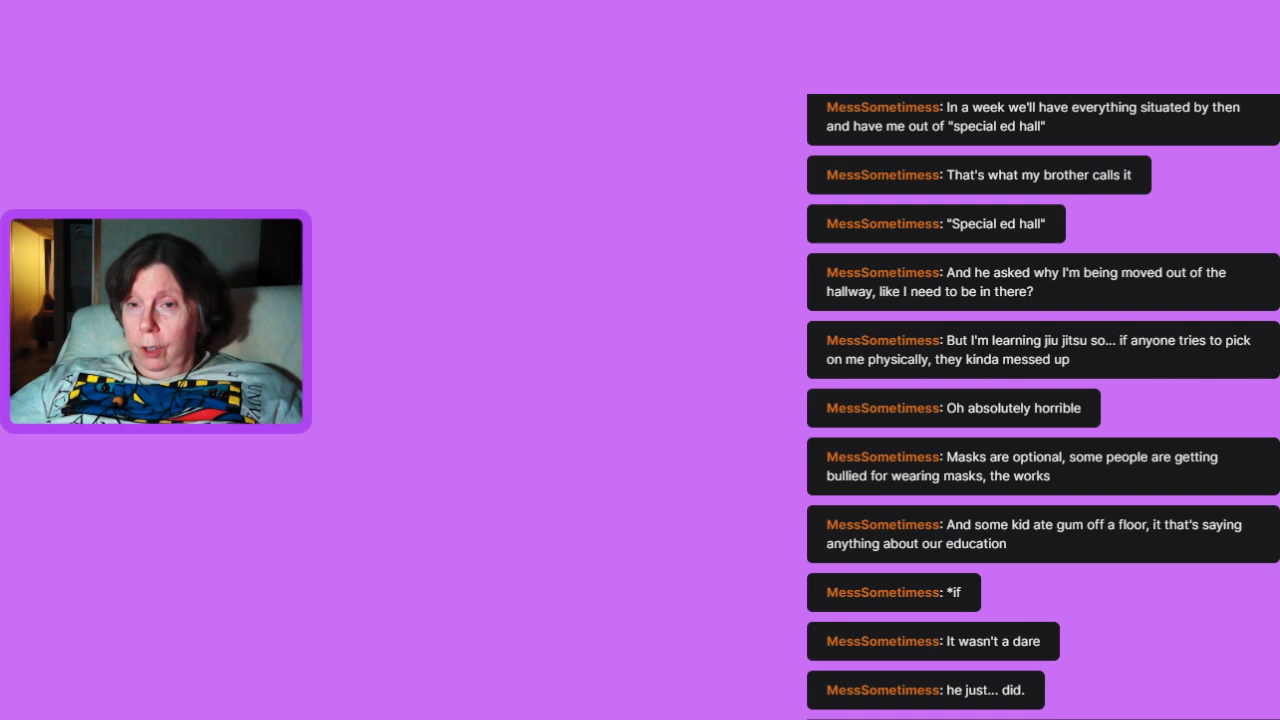 MessSometimess: In a week we'll have everything situated by then
and have me out of "special ed hall"
MessSometimess: That's what my brother calls it
MessSometimess: "Special ed hall"
MessSometimess: And he asked why I'm being moved out of the
hallway, like I need to be in there?
MessSometimess: But I'm learning jiu jitsu so... if anyone tries to pick
on me physically, they kinda messed up
MessSometimess: Oh absolutely horrible
MessSometimess: Masks are optional, some people are getting
bullied for wearing masks, the works
MessSometimess: And some kid ate gum off a floor, it that's saying
anything about our education
MessSometimess: *if
MessSometimess: It wasn't a dare
MessSometimess: he just... did.